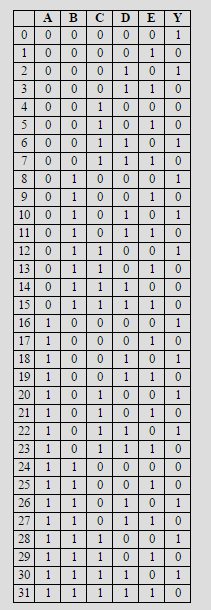 A B C D E Y
0 0 0 0 0 0 1
1 0 0 0 0 1 0
2 0 0 0 1 0 1
3 0 0 0 1 1 0
4 0 0 1 0 0 0
5 0 0 1 0 1 0
6 0 0 1 1 0 1
7 0 0 1 1 1 0
8 0 1 0 0 0 1
9 0 1 0 0 1 0
10 0 1 0 1 0 1
11 0 1 0 1 1 0
12 0 1 1 0 0 1
13 0 1 1 0 1 0
14 0 1 1 1 0 0
15 0 1 1 1 1 0
16 1 0 0 0 0 1
17 1 0 0 0 1 0
18 1 0 0 1 0 1
19 1 0 0 1 1 0
20 1 0 1 0 0 1
21 1 0 1 0 1 0
22 1 0 1 1 0 1
23 1 0 1 1 1 0
24 1 1 0 0 0 0
25 1 1 0 0 1 0
26 1 1 0 1 0 1
27 1 1 0 1 1 0
28 1 1 1 0 0 1
29 1 1 1 0 1 0
30 1 1 1 1 0 1
31 1 1 1 1 1 0